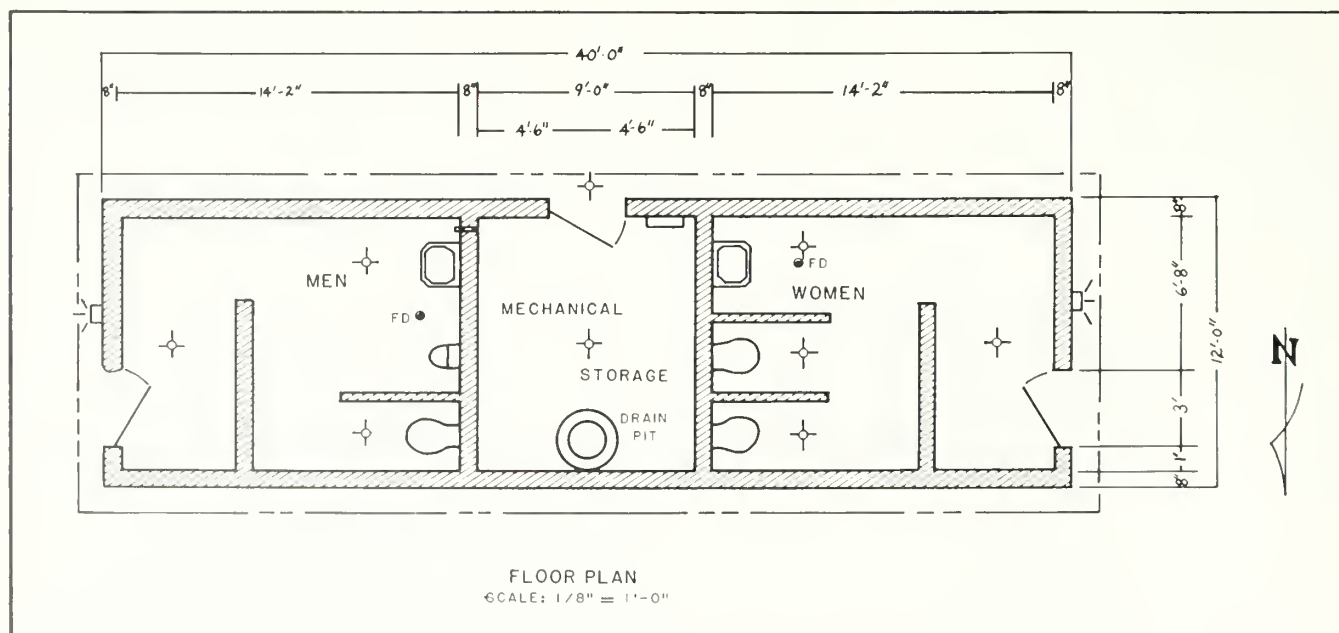 40'-0"
8" 14'-2" 8" 9'-0" 8" 14'-2" 8"
4'-6" 4'-6"
MEN
FD
MECHANICAL
STORAGE
DRAIN
PIT
FD
WOMEN
8"
6'-8"
12'-0"
3'
1'-
8"
N
FLOOR PLAN
SCALE: 1/8" = 1'-0"